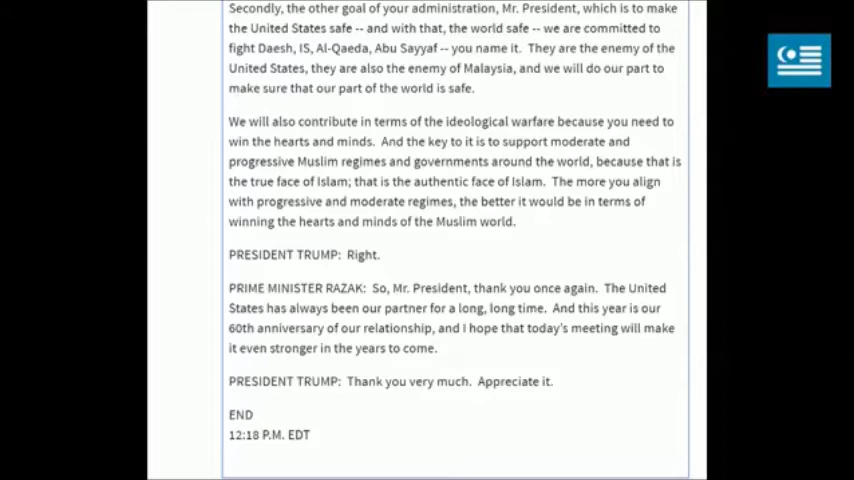 Secondly, the other goal of your administration, Mr. President, which is to make
the United States safe -- and with that, the world safe -- we are committed to
fight Daesh, IS, Al-Qaeda, Abu Sayyaf -- you name it.  They are the enemy of the
United States, they are also the enemy of Malaysia, and we will do our part to
make sure that our part of the world is safe.
We will also contribute in terms of the ideological warfare because you need to
win the hearts and minds.  And the key to it is to support moderate and
progressive Muslim regimes and governments around the world, because that is
the true face of Islam; that is the authentic face of Islam.  The more you align
with progressive and moderate regimes, the better it would be in terms of
winning the hearts and minds of the Muslim world.
PRESIDENT TRUMP:  Right.
PRIME MINISTER RAZAK:  So, Mr. President, thank you once again.  The United
States has always been our partner for a long, long time.  And this year is our
60th anniversary of our relationship, and I hope that today's meeting will make
it even stronger in the years to come.
PRESIDENT TRUMP:  Thank you very much.  Appreciate it.
END
12:18 P.M. EDT